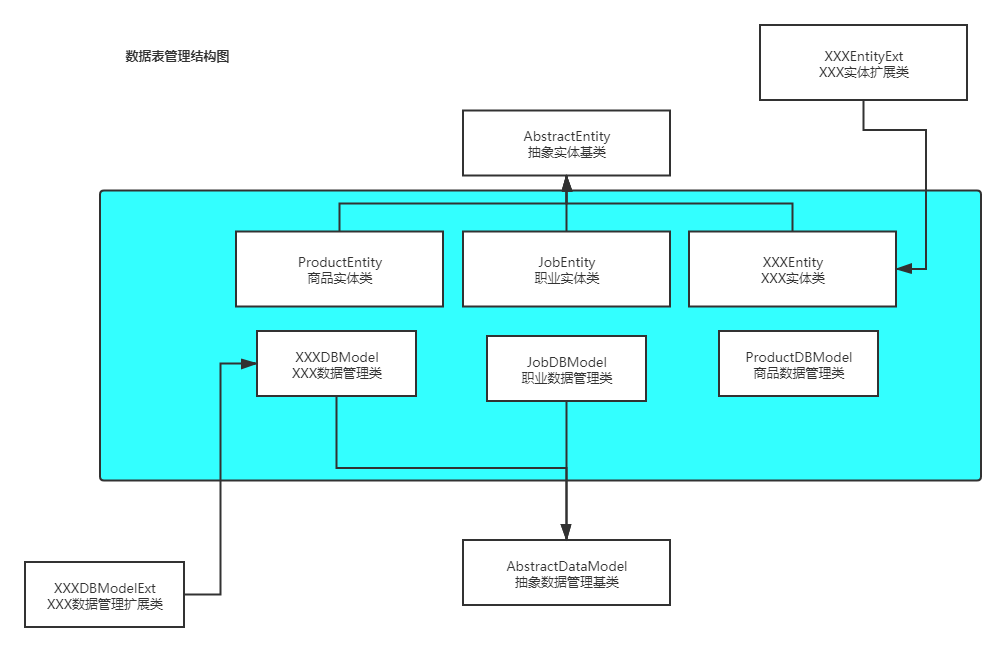 数据表管理结构图
XXXEntityExt
XXX实体扩展类
AbstractEntity
抽象实体基类
ProductEntity
商品实体类
JobEntity
职业实体类
XXXEntity
XXX实体类
XXXDBModel
XXX数据管理类
JobDBModel
职业数据管理类
ProductDBModel
商品数据管理类
AbstractDataModel
抽象数据管理基类
XXXDBModelExt
XXX数据管理扩展类